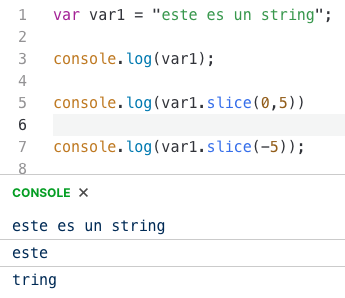 1 var var1 = "este es un string";
2
3 console.log(var1);
4
5 console.log(var1.slice(0,5))
6
7 console.log(var1.slice(-5));
8
CONSOLE ×
este es un string
este
tring